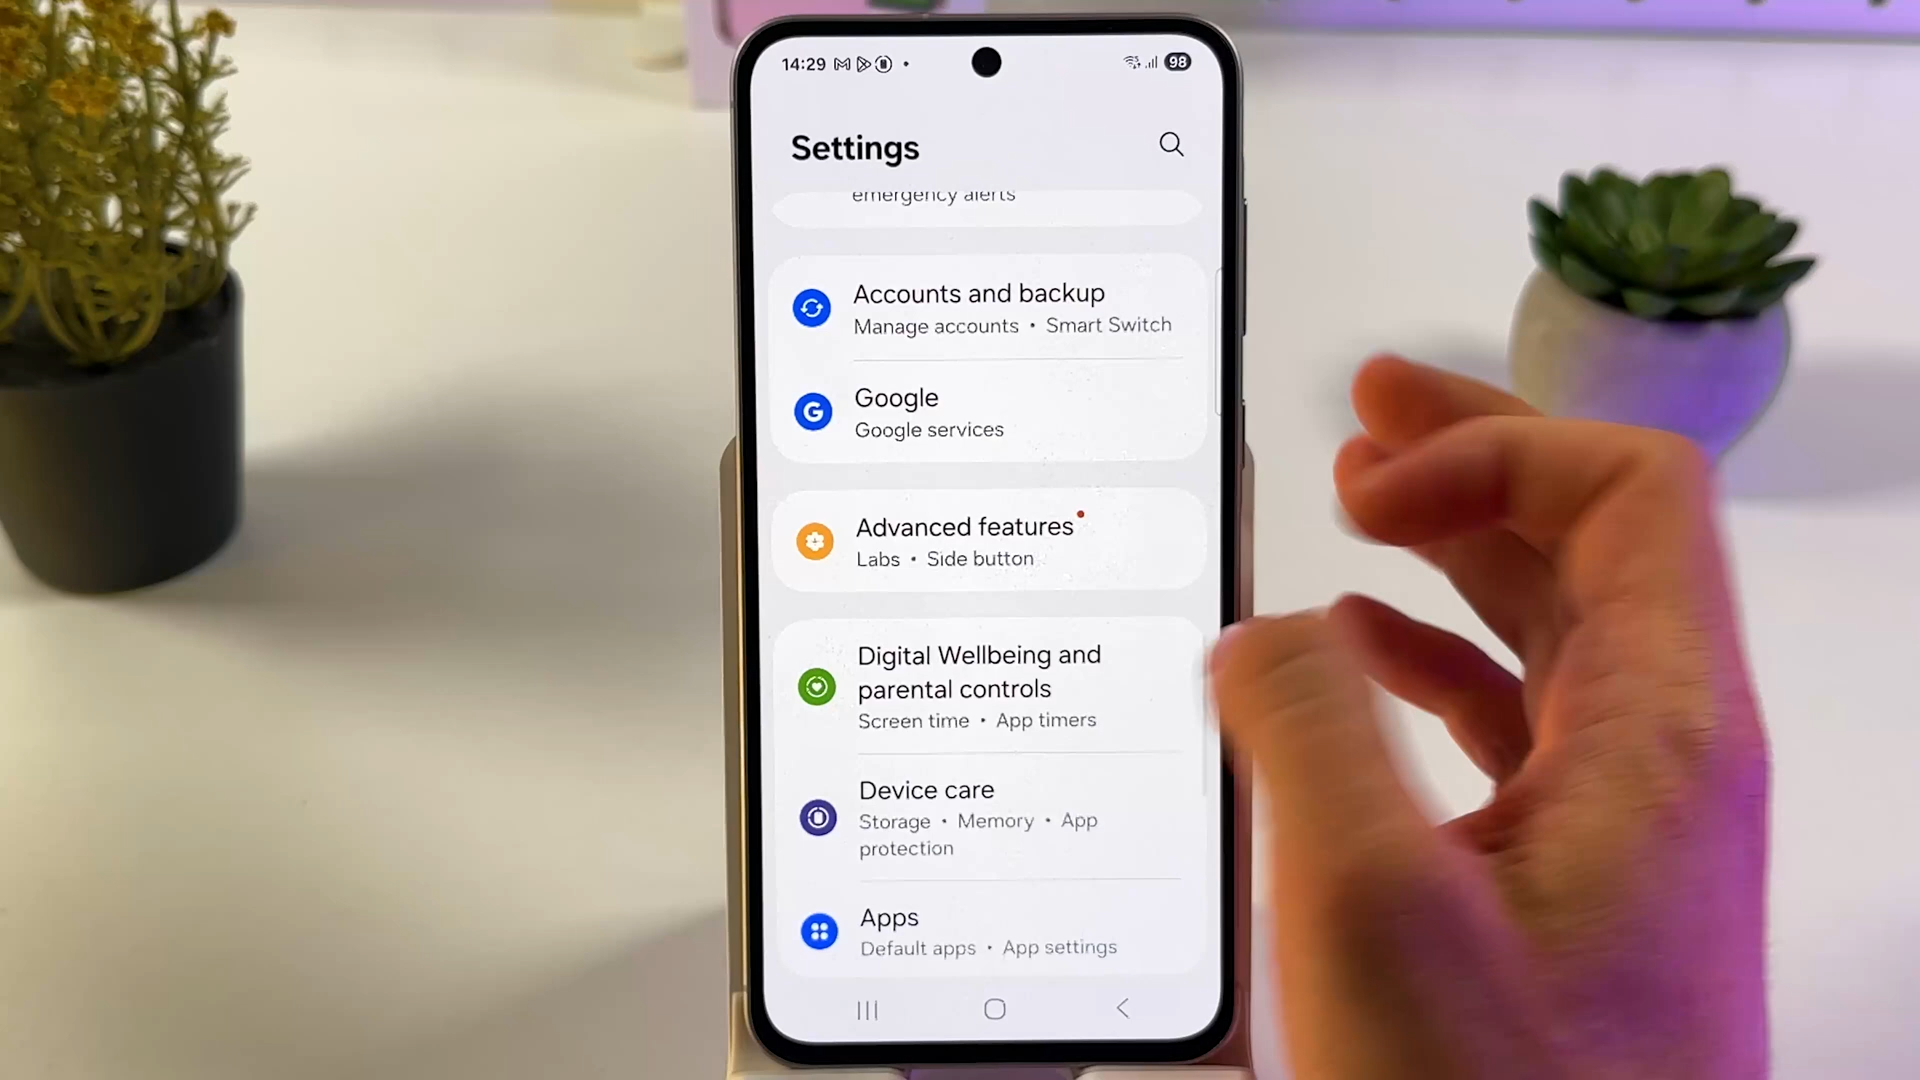 14:29
98
Settings
emergency alerts
Accounts and backup
Manage accounts • Smart Switch
Google
Google services
Advanced features
Labs • Side button
Digital Wellbeing and
parental controls
Screen time • App timers
Device care
Storage • Memory • App
protection
Apps
Default apps • App settings